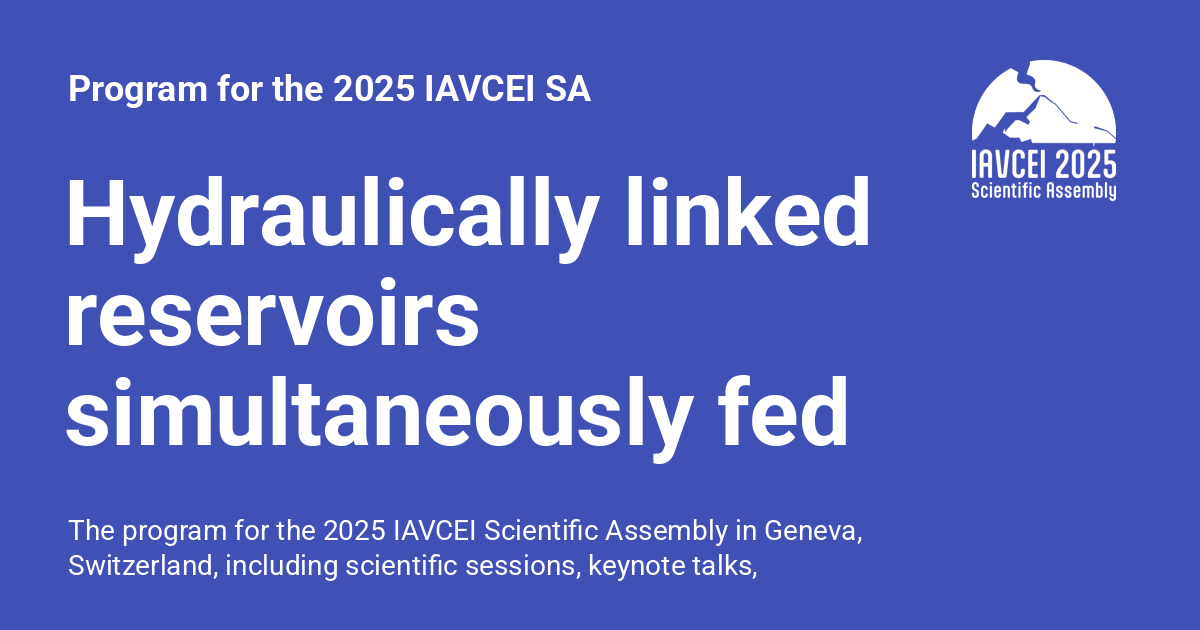 Program for the 2025 IAVCEI SA
IAVCEI 2025
Scientific Assembly
Hydraulically linked
reservoirs
simultaneously fed
The program for the 2025 IAVCEI Scientific Assembly in Geneva,
Switzerland, including scientific sessions, keynote talks,